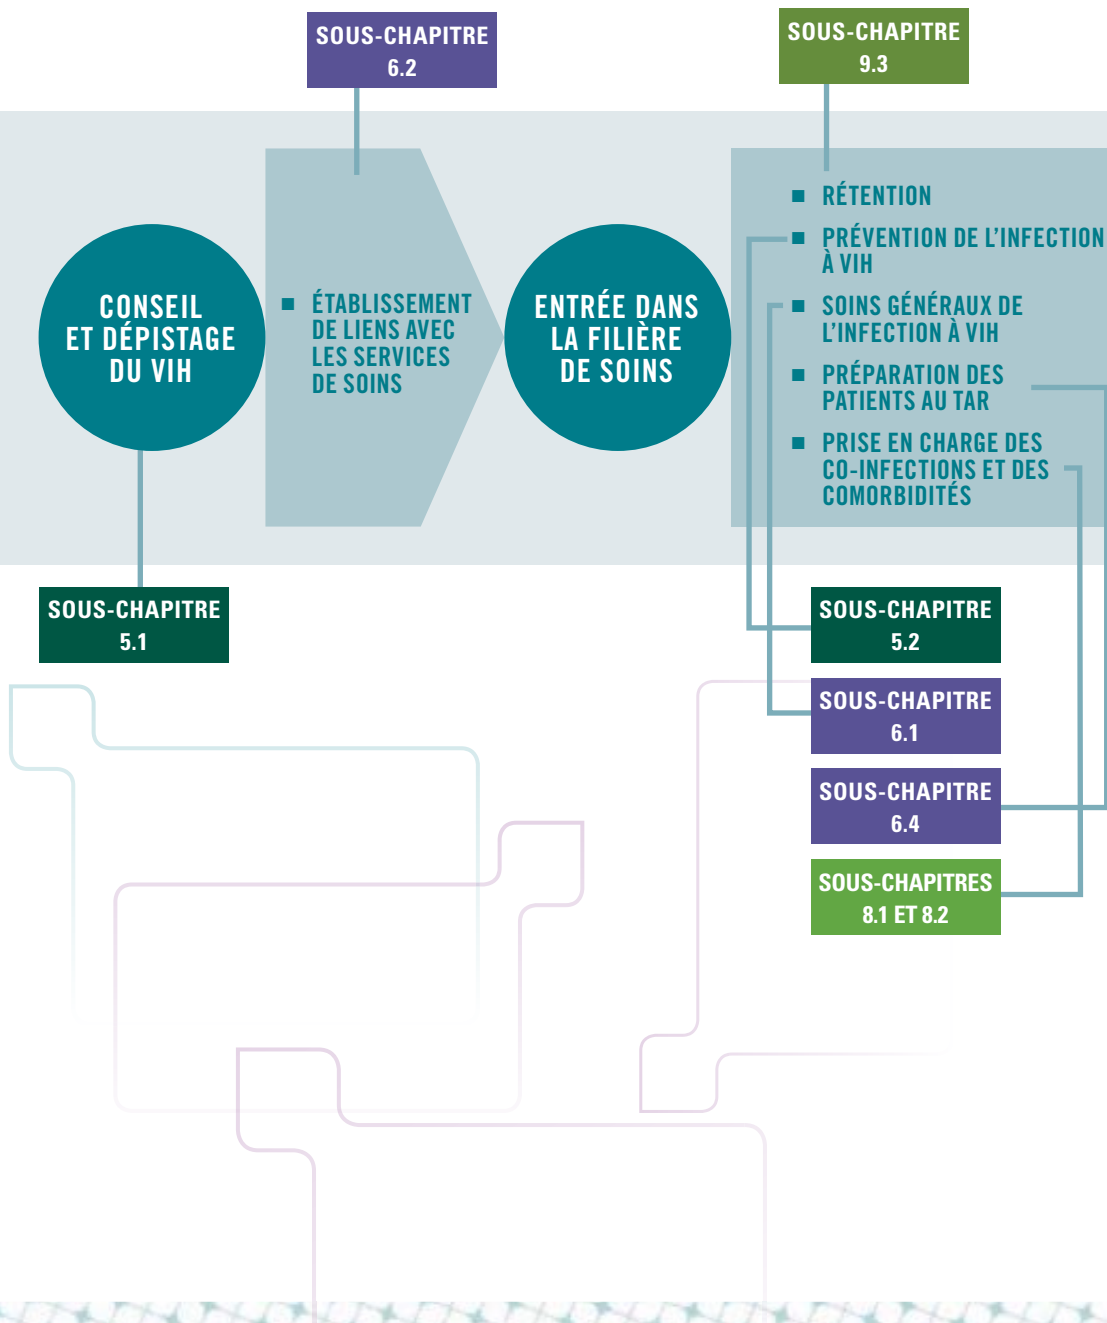 SOUS-CHAPITRE
6.2
SOUS-CHAPITRE
9.3
CONSEIL
ET DÉPISTAGE
DU VIH
■ ÉTABLISSEMENT
DE LIENS AVEC
LES SERVICES
DE SOINS
ENTRÉE DANS
LA FILIÈRE
DE SOINS
■ RÉTENTION
■ PRÉVENTION DE L’INFECTION
À VIH
■ SOINS GÉNÉRAUX DE
L’INFECTION À VIH
■ PRÉPARATION DES
PATIENTS AU TAR
■ PRISE EN CHARGE DES
CO-INFECTIONS ET DES
COMORBIDITÉS
SOUS-CHAPITRE
5.1
SOUS-CHAPITRE
5.2
SOUS-CHAPITRE
6.1
SOUS-CHAPITRE
6.4
SOUS-CHAPITRES
8.1 ET 8.2